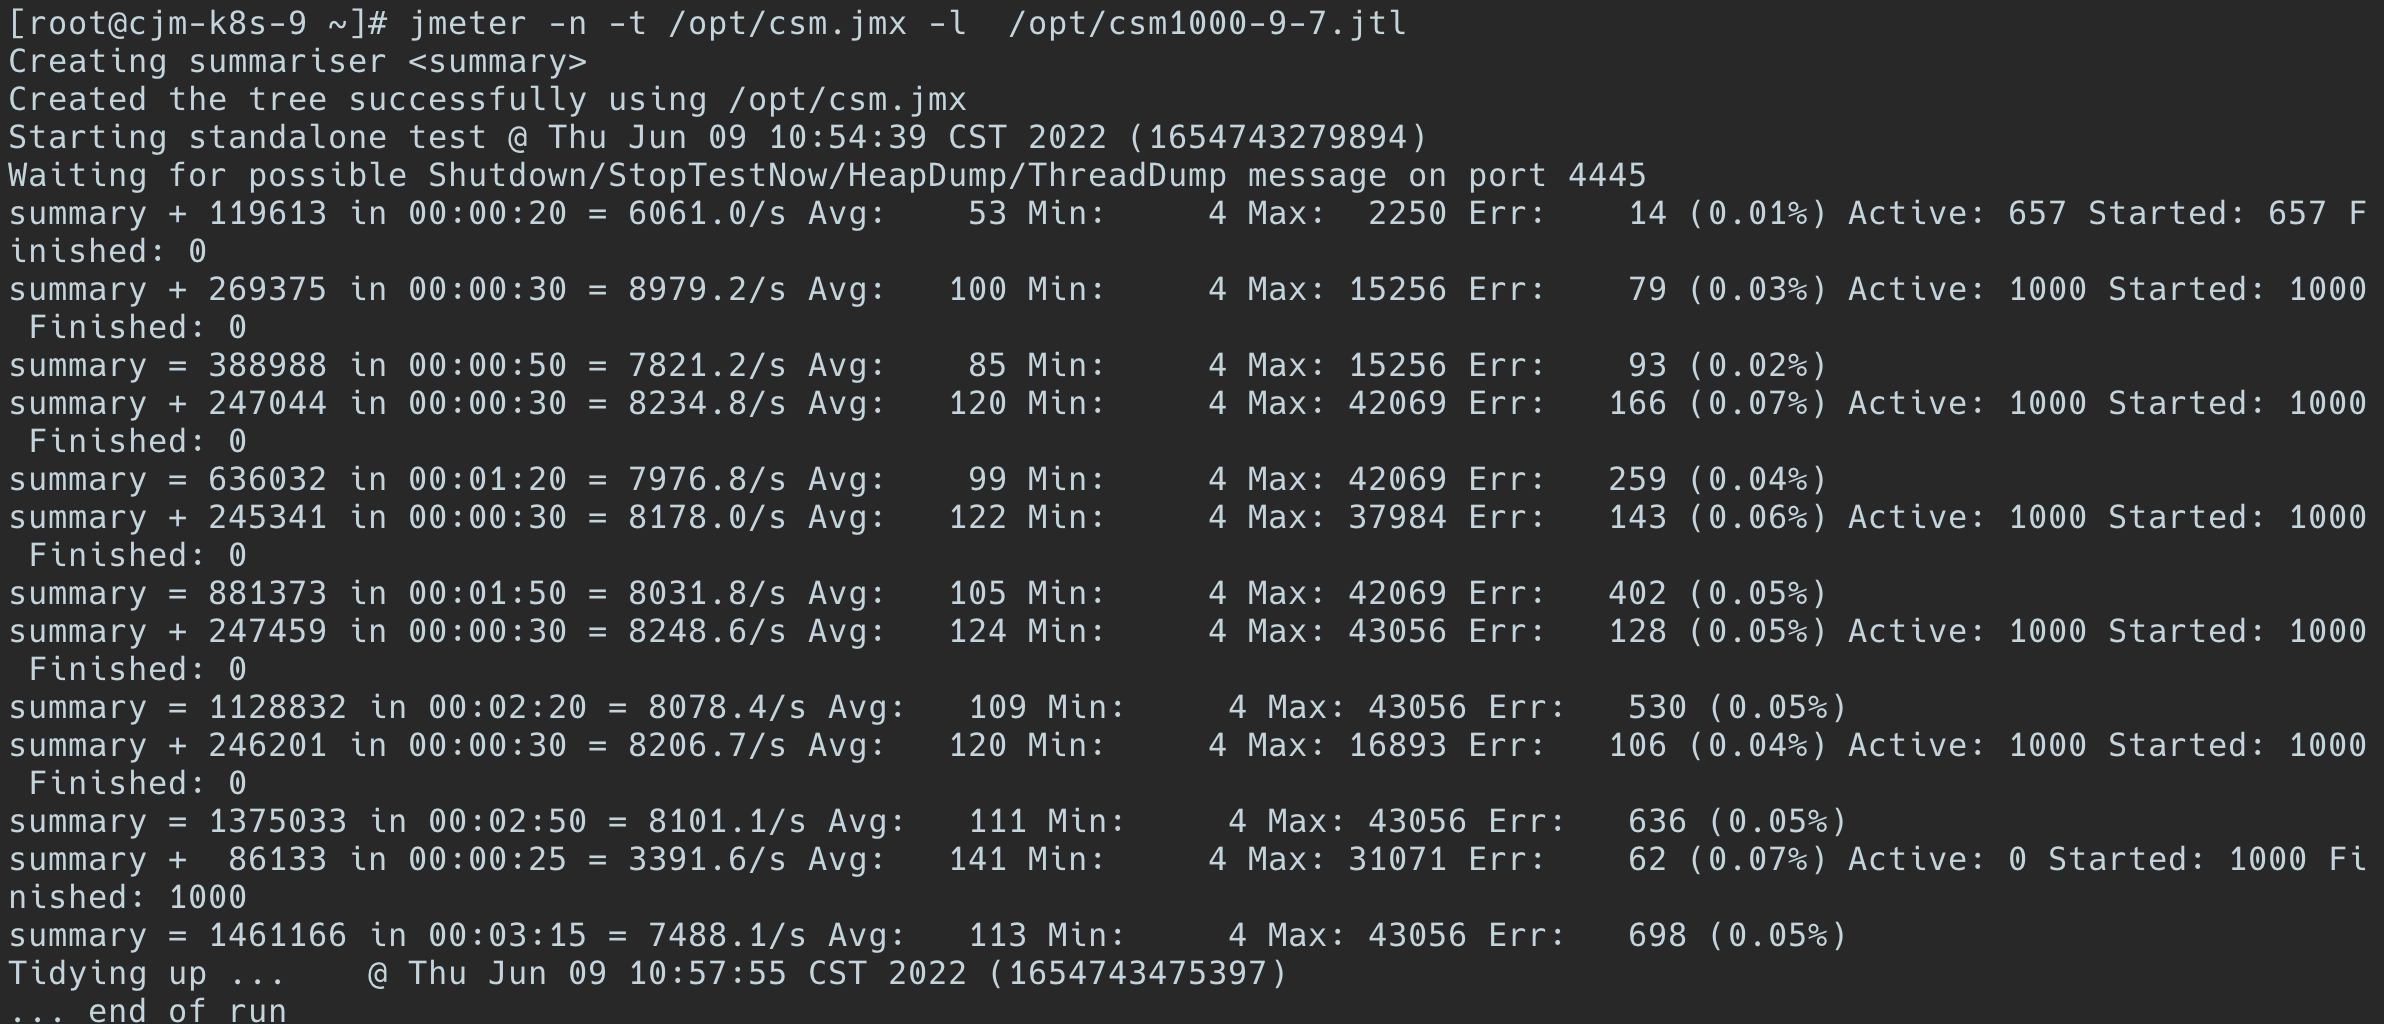 [root@cjm-k8s-9 ~]# jmeter -n -t /opt/csm.jmx -l  /opt/csm1000-9-7.jtl
Creating summariser <summary>
Created the tree successfully using /opt/csm.jmx
Starting standalone test @ Thu Jun 09 10:54:39 CST 2022 (1654743279894)
Waiting for possible Shutdown/StopTestNow/HeapDump/ThreadDump message on port 4445
summary + 119613 in 00:00:20 = 6061.0/s Avg:    53 Min:     4 Max:  2250 Err:    14 (0.01%) Active: 657 Started: 657 F
inished: 0
summary + 269375 in 00:00:30 = 8979.2/s Avg:   100 Min:     4 Max: 15256 Err:    79 (0.03%) Active: 1000 Started: 1000
 Finished: 0
summary = 388988 in 00:00:50 = 7821.2/s Avg:    85 Min:     4 Max: 15256 Err:    93 (0.02%)
summary + 247044 in 00:00:30 = 8234.8/s Avg:   120 Min:     4 Max: 42069 Err:   166 (0.07%) Active: 1000 Started: 1000
 Finished: 0
summary = 636032 in 00:01:20 = 7976.8/s Avg:    99 Min:     4 Max: 42069 Err:   259 (0.04%)
summary + 245341 in 00:00:30 = 8178.0/s Avg:   122 Min:     4 Max: 37984 Err:   143 (0.06%) Active: 1000 Started: 1000
 Finished: 0
summary = 881373 in 00:01:50 = 8031.8/s Avg:   105 Min:     4 Max: 42069 Err:   402 (0.05%)
summary + 247459 in 00:00:30 = 8248.6/s Avg:   124 Min:     4 Max: 43056 Err:   128 (0.05%) Active: 1000 Started: 1000
 Finished: 0
summary = 1128832 in 00:02:20 = 8078.4/s Avg:   109 Min:     4 Max: 43056 Err:   530 (0.05%)
summary + 246201 in 00:00:30 = 8206.7/s Avg:   120 Min:     4 Max: 16893 Err:   106 (0.04%) Active: 1000 Started: 1000
 Finished: 0
summary = 1375033 in 00:02:50 = 8101.1/s Avg:   111 Min:     4 Max: 43056 Err:   636 (0.05%)
summary +  86133 in 00:00:25 = 3391.6/s Avg:   141 Min:     4 Max: 31071 Err:    62 (0.07%) Active: 0 Started: 1000 Fi
nished: 1000
summary = 1461166 in 00:03:15 = 7488.1/s Avg:   113 Min:     4 Max: 43056 Err:   698 (0.05%)
Tidying up ...    @ Thu Jun 09 10:57:55 CST 2022 (1654743475397)
... end of run